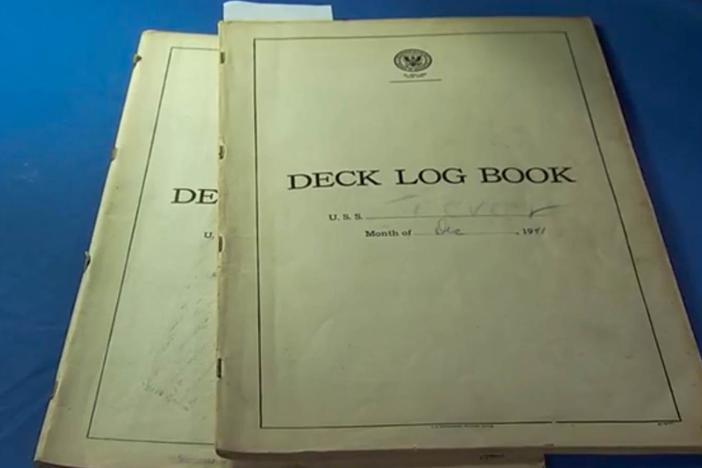 DECK LOG BOOK
U. S. S. Trever
Month of Dec , 1941
DE
U.